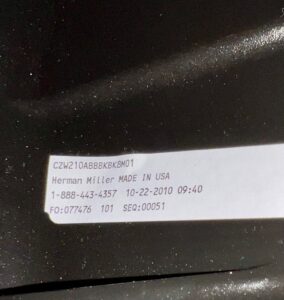 CZW210ABBBKBKBM01
Herman Miller MADE IN USA
1-888-443-4357 10-22-2010 09:40
FO:077476 101 SEQ:00051